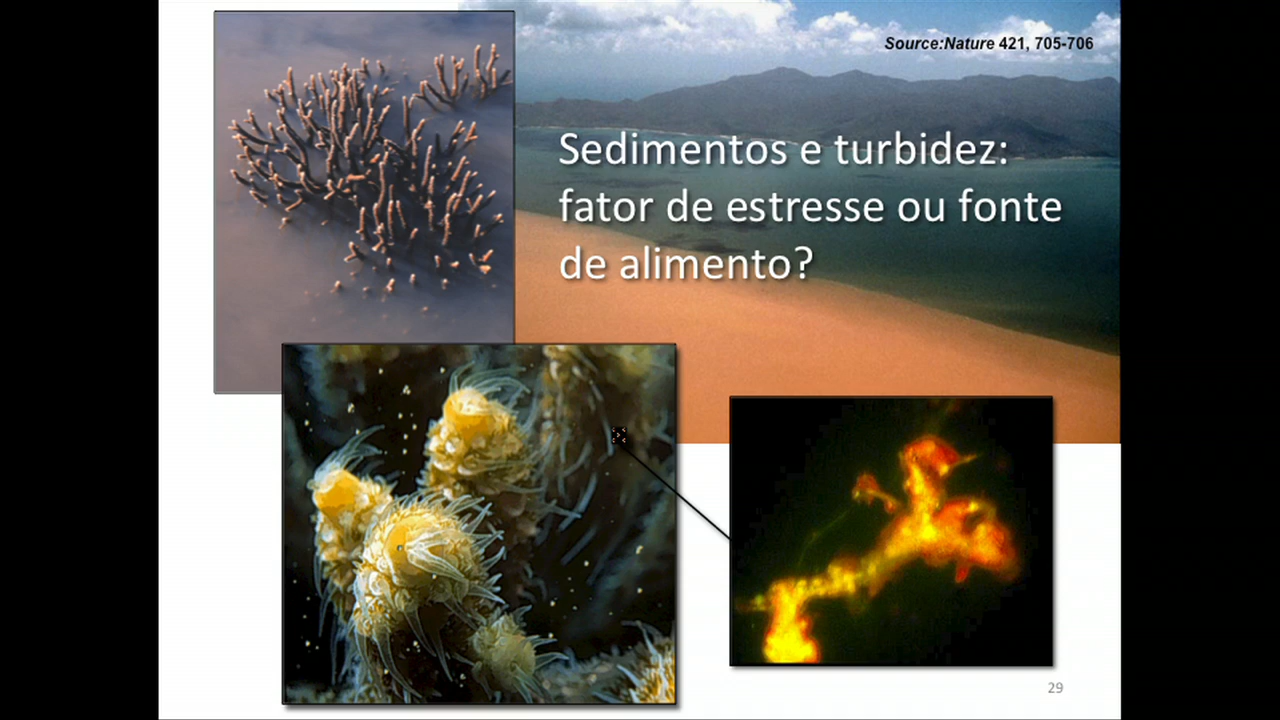 Source:Nature 421, 705-706
Sedimentos e turbidez:
fator de estresse ou fonte
de alimento?
29